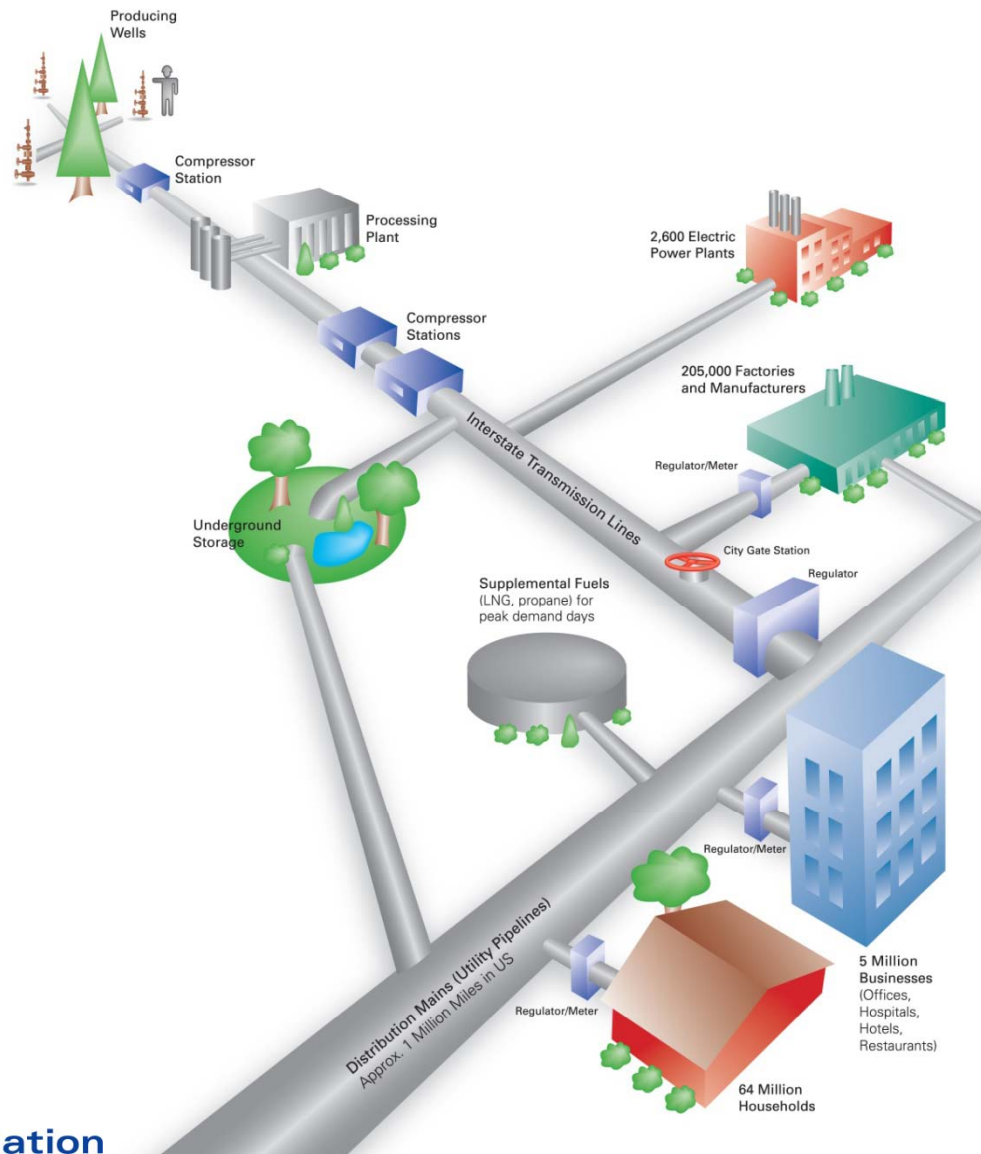 Producing
Wells
Compressor
Station
Processing
Plant
2,600 Electric
Power Plants
Compressor
Stations
205,000 Factories
and Manufacturers
Interstate Transmission Lines
Regulator/Meter
Underground
Storage
City Gate Station
Regulator
Supplemental Fuels
(LNG, propane) for
peak demand days
Regulator/Meter
Distribution Mains (Utility Pipelines)
Approx. 1 Million Miles in US
Regulator/Meter
5 Million
Businesses
(Offices,
Hospitals,
Hotels,
Restaurants)
64 Million
Households
ation